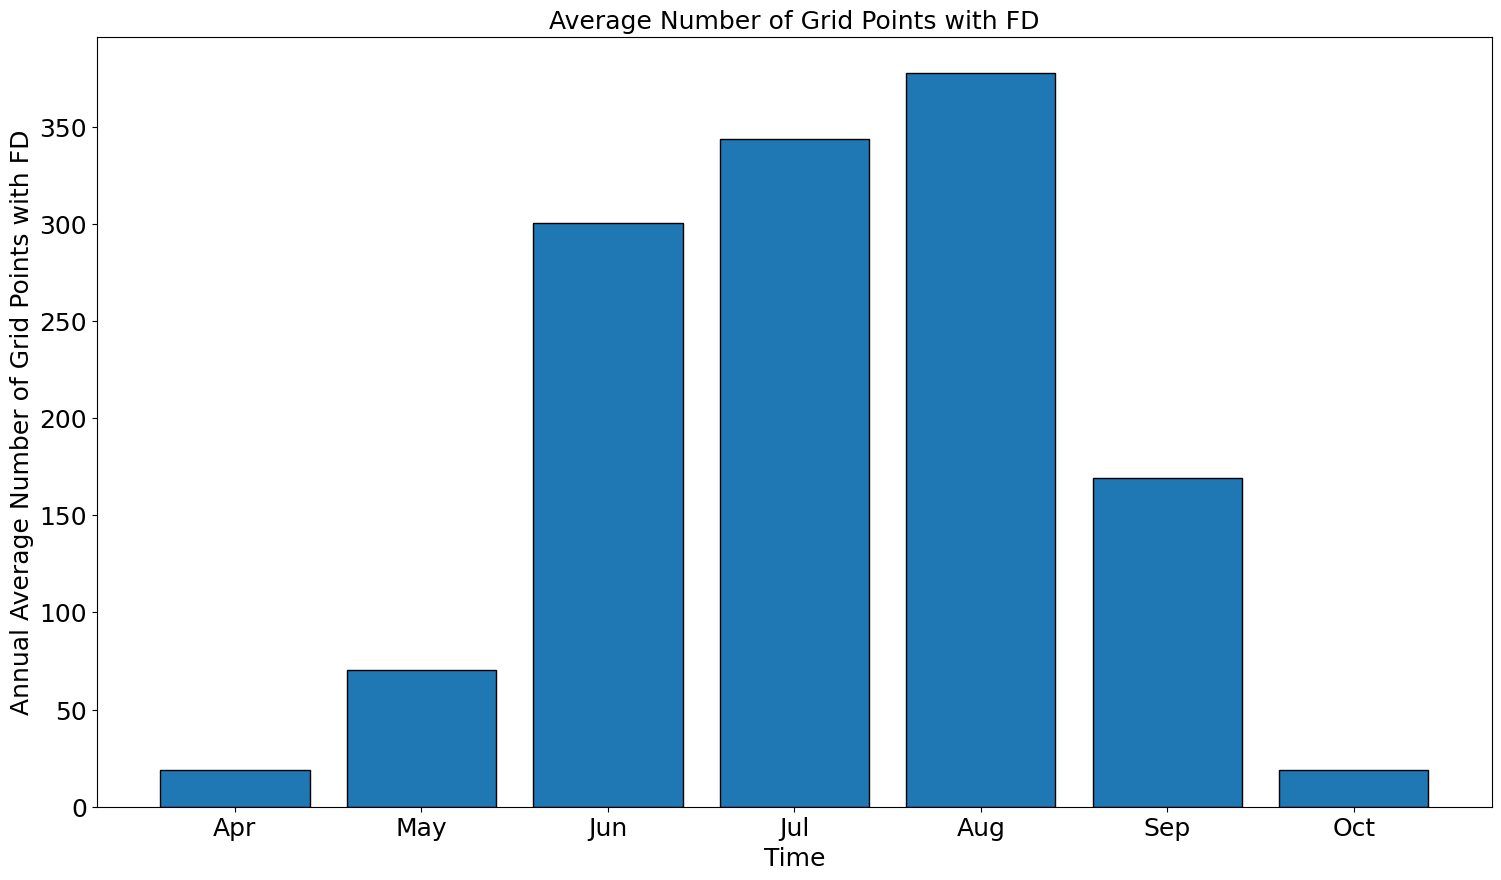 Average Number of Grid Points with FD
Annual Average Number of Grid Points with FD
350
300
250
200
150
100
50
0
Apr May Jun Jul Aug Sep Oct
Time